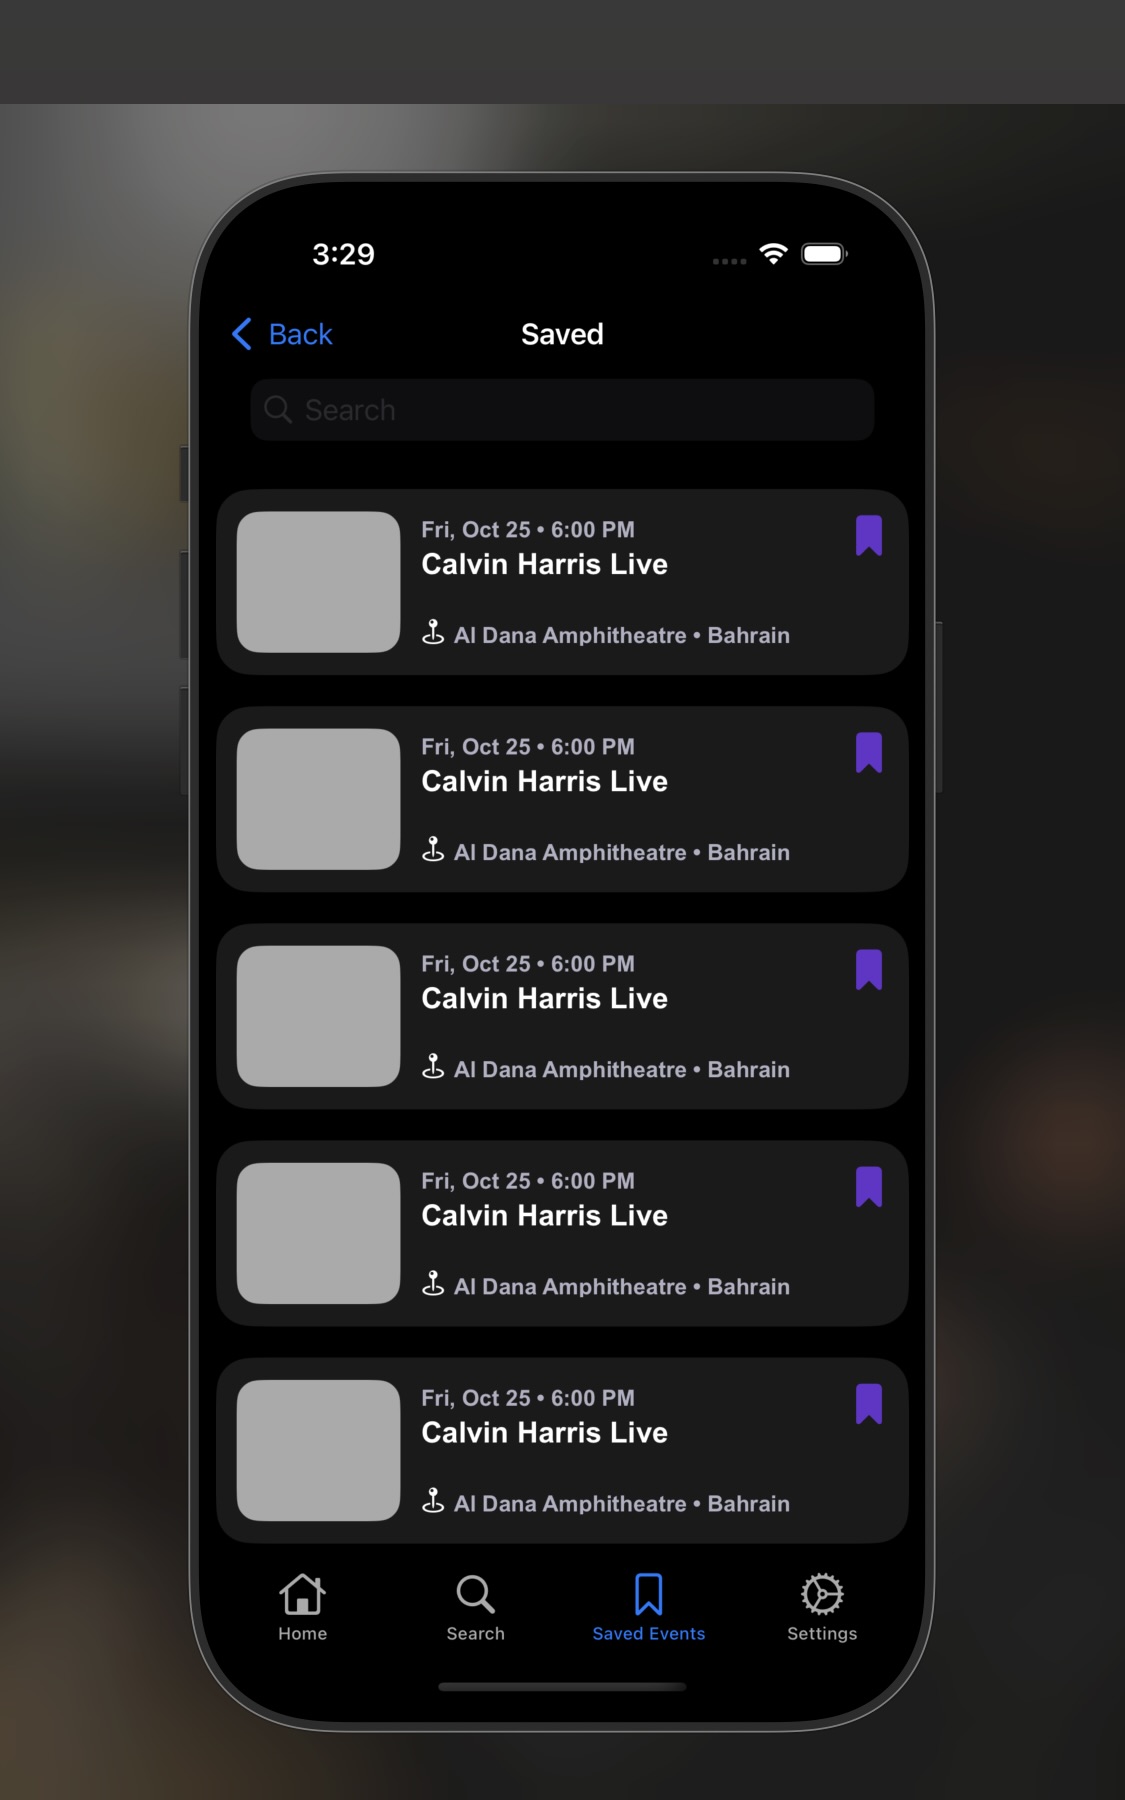 3:29
Back
Saved
Search
Fri, Oct 25 • 6:00 PM
Calvin Harris Live
Al Dana Amphitheatre • Bahrain
Fri, Oct 25 • 6:00 PM
Calvin Harris Live
Al Dana Amphitheatre • Bahrain
Fri, Oct 25 • 6:00 PM
Calvin Harris Live
Al Dana Amphitheatre • Bahrain
Fri, Oct 25 • 6:00 PM
Calvin Harris Live
Al Dana Amphitheatre • Bahrain
Fri, Oct 25 • 6:00 PM
Calvin Harris Live
Al Dana Amphitheatre • Bahrain
Home
Search
Saved Events
Settings